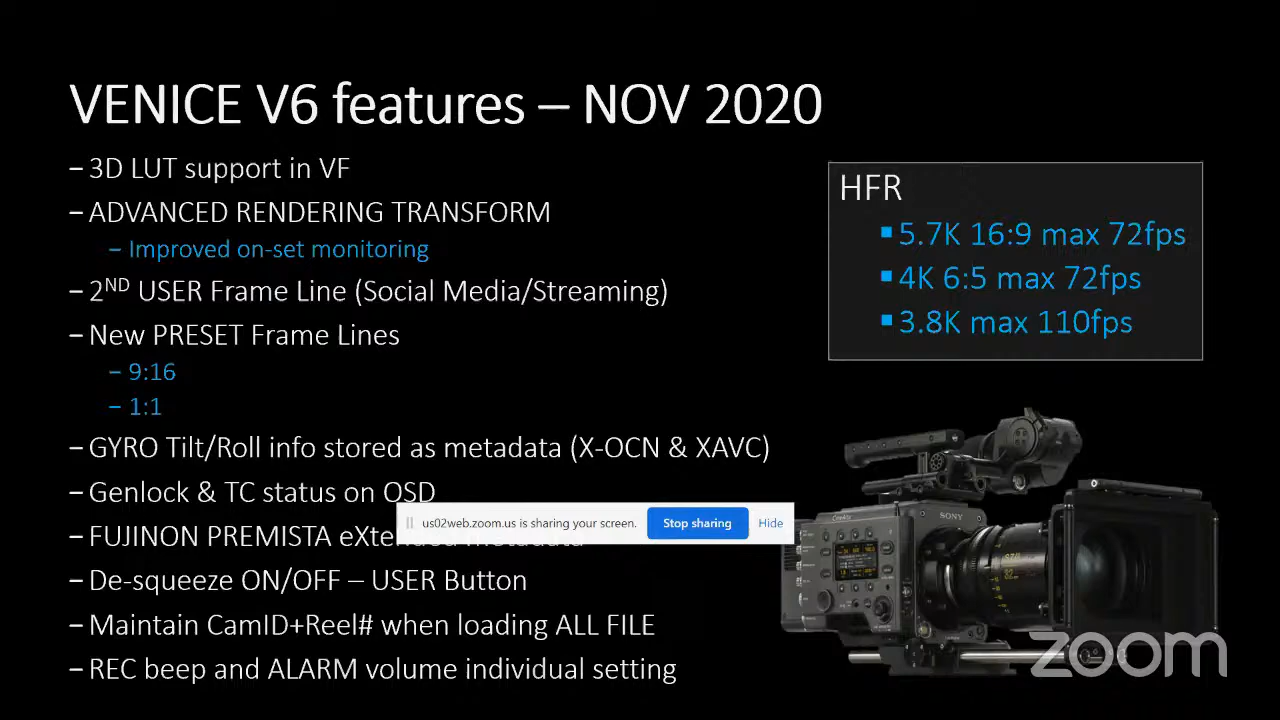 VENICE V6 features – NOV 2020
– 3D LUT support in VF
– ADVANCED RENDERING TRANSFORM
– Improved on-set monitoring
– 2ND USER Frame Line (Social Media/Streaming)
– New PRESET Frame Lines
– 9:16
– 1:1
– GYRO Tilt/Roll info stored as metadata (X-OCN & XAVC)
– Genlock & TC status on OSD
– FUJINON PREMISTA eXtended metadata
– De-squeeze ON/OFF – USER Button
– Maintain CamID+Reel# when loading ALL FILE
– REC beep and ALARM volume individual setting
HFR
▪ 5.7K 16:9 max 72fps
▪ 4K 6:5 max 72fps
▪ 3.8K max 110fps
us02web.zoom.us is sharing your screen. Stop sharing Hide
CineAlta
SONY
zoom